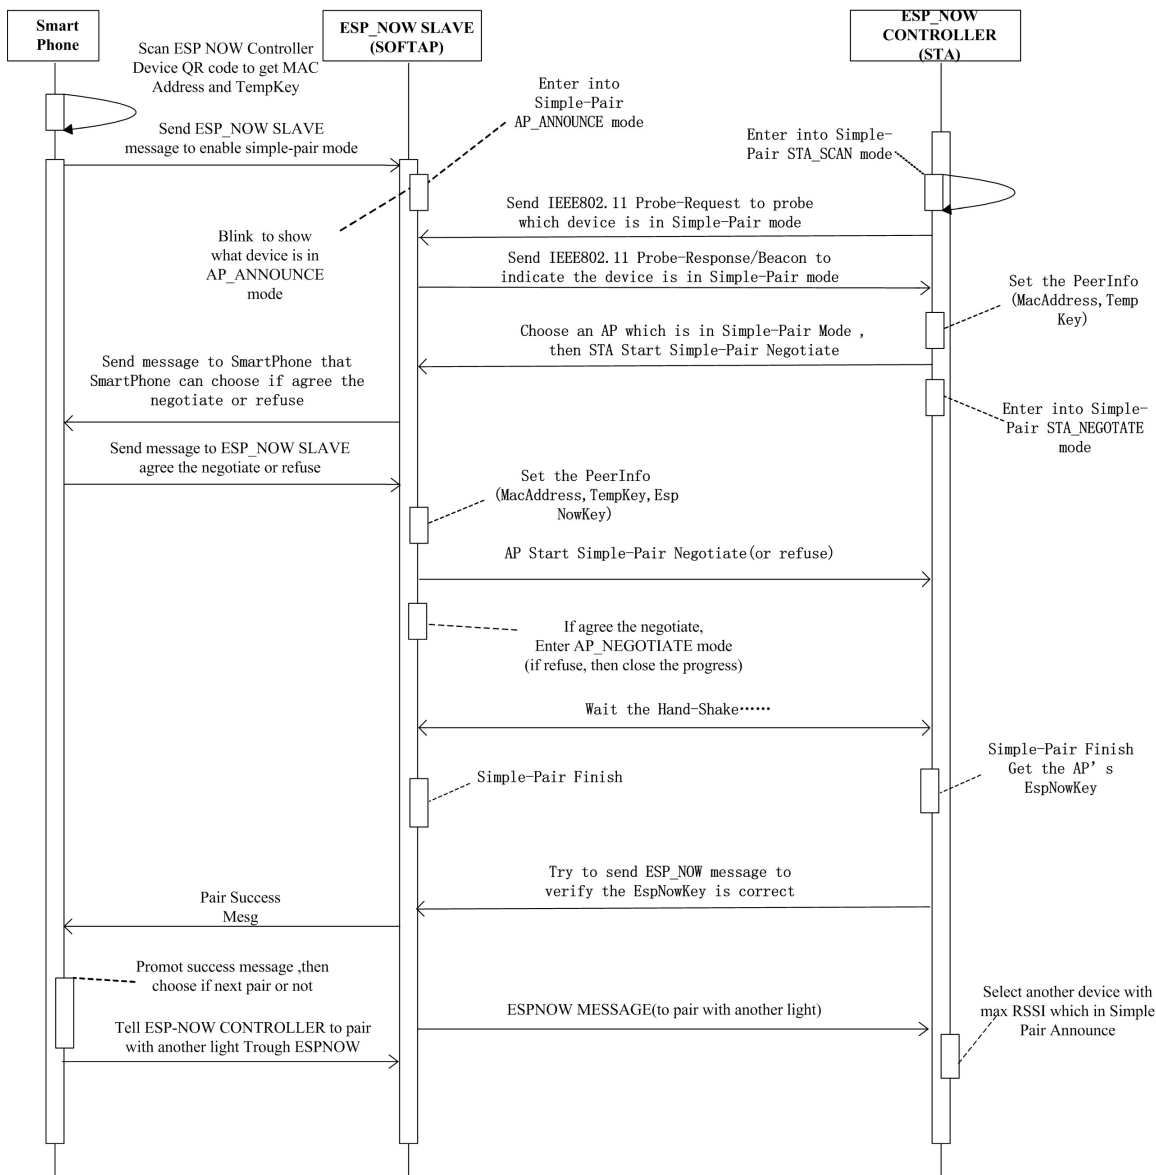 Smart
Phone
ESP_NOW SLAVE
(SOFTAP)
ESP_NOW
CONTROLLER
(STA)
Scan ESP NOW Controller
Device QR code to get MAC
Address and TempKey
Enter into
Simple-Pair
AP_ANNOUNCE mode
Send ESP_NOW SLAVE
message to enable simple-pair mode
Enter into Simple-
Pair STA_SCAN mode
Send IEEE802.11 Probe-Request to probe
which device is in Simple-Pair mode
Blink to show
what device is in
AP_ANNOUNCE
mode
Send IEEE802.11 Probe-Response/Beacon to
indicate the device is in Simple-Pair mode
Set the PeerInfo
(MacAddress, Temp
Key)
Choose an AP which is in Simple-Pair Mode ,
then STA Start Simple-Pair Negotiate
Send message to SmartPhone that
SmartPhone can choose if agree the
negotiate or refuse
Enter into Simple-
Pair STA_NEGOTATE
mode
Send message to ESP_NOW SLAVE
agree the negotiate or refuse
Set the PeerInfo
(MacAddress, TempKey, Esp
NowKey)
AP Start Simple-Pair Negotiate(or refuse)
If agree the negotiate,
Enter AP_NEGOTIATE mode
(if refuse, then close the progress)
Wait the Hand-Shake……
Simple-Pair Finish
Simple-Pair Finish
Get the AP’s
EspNowKey
Try to send ESP_NOW message to
verify the EspNowKey is correct
Pair Success
Mesg
Promot success message ,then
choose if next pair or not
Tell ESP-NOW CONTROLLER to pair
with another light Trough ESPNOW
ESPNOW MESSAGE(to pair with another light)
Select another device with
max RSSI which in Simple
Pair Announce